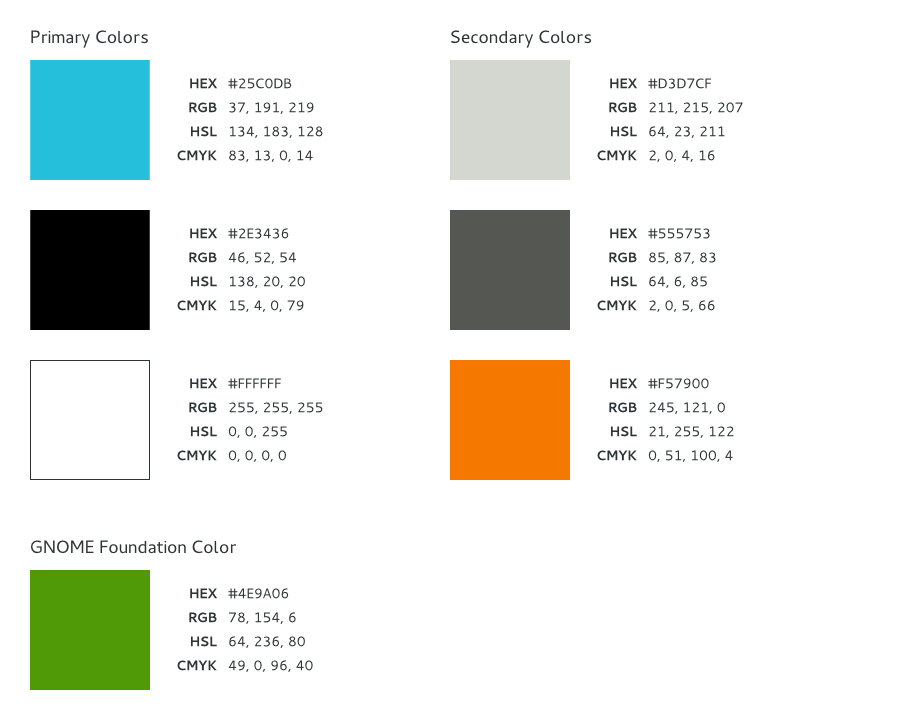 Primary Colors
HEX #25C0DB
RGB 37, 191, 219
HSL 134, 183, 128
CMYK 83, 13, 0, 14
HEX #2E3436
RGB 46, 52, 54
HSL 138, 20, 20
CMYK 15, 4, 0, 79
HEX #FFFFFF
RGB 255, 255, 255
HSL 0, 0, 255
CMYK 0, 0, 0, 0
Secondary Colors
HEX #D3D7CF
RGB 211, 215, 207
HSL 64, 23, 211
CMYK 2, 0, 4, 16
HEX #555753
RGB 85, 87, 83
HSL 64, 6, 85
CMYK 2, 0, 5, 66
HEX #F57900
RGB 245, 121, 0
HSL 21, 255, 122
CMYK 0, 51, 100, 4
GNOME Foundation Color
HEX #4E9A06
RGB 78, 154, 6
HSL 64, 236, 80
CMYK 49, 0, 96, 40